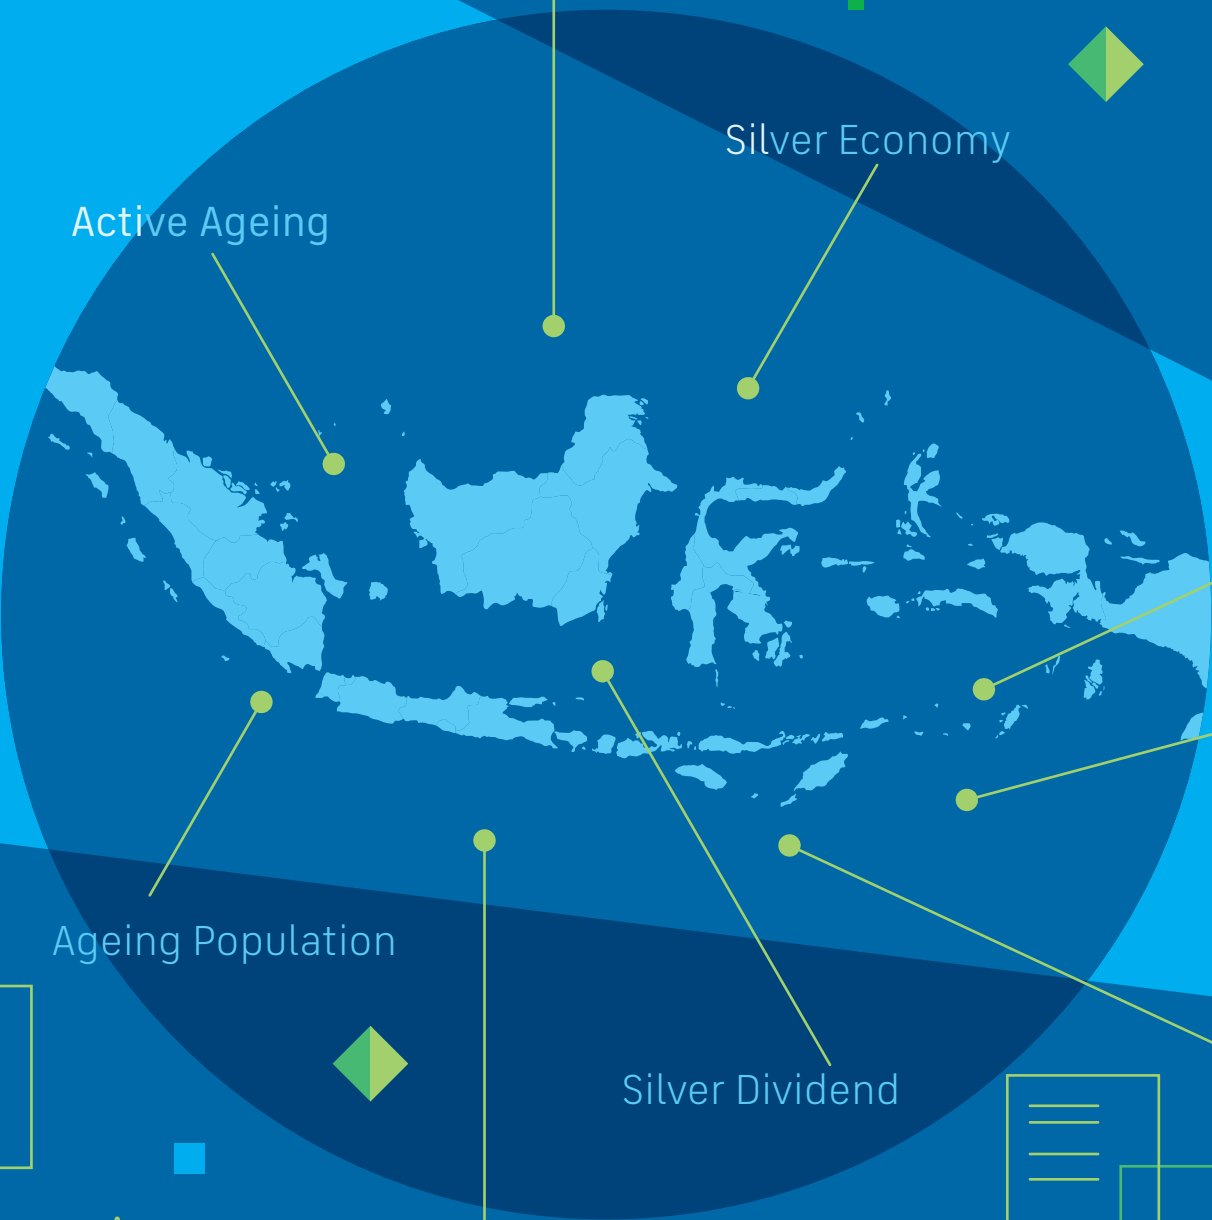 Silver Economy
Active Ageing
Ageing Population
Silver Dividend